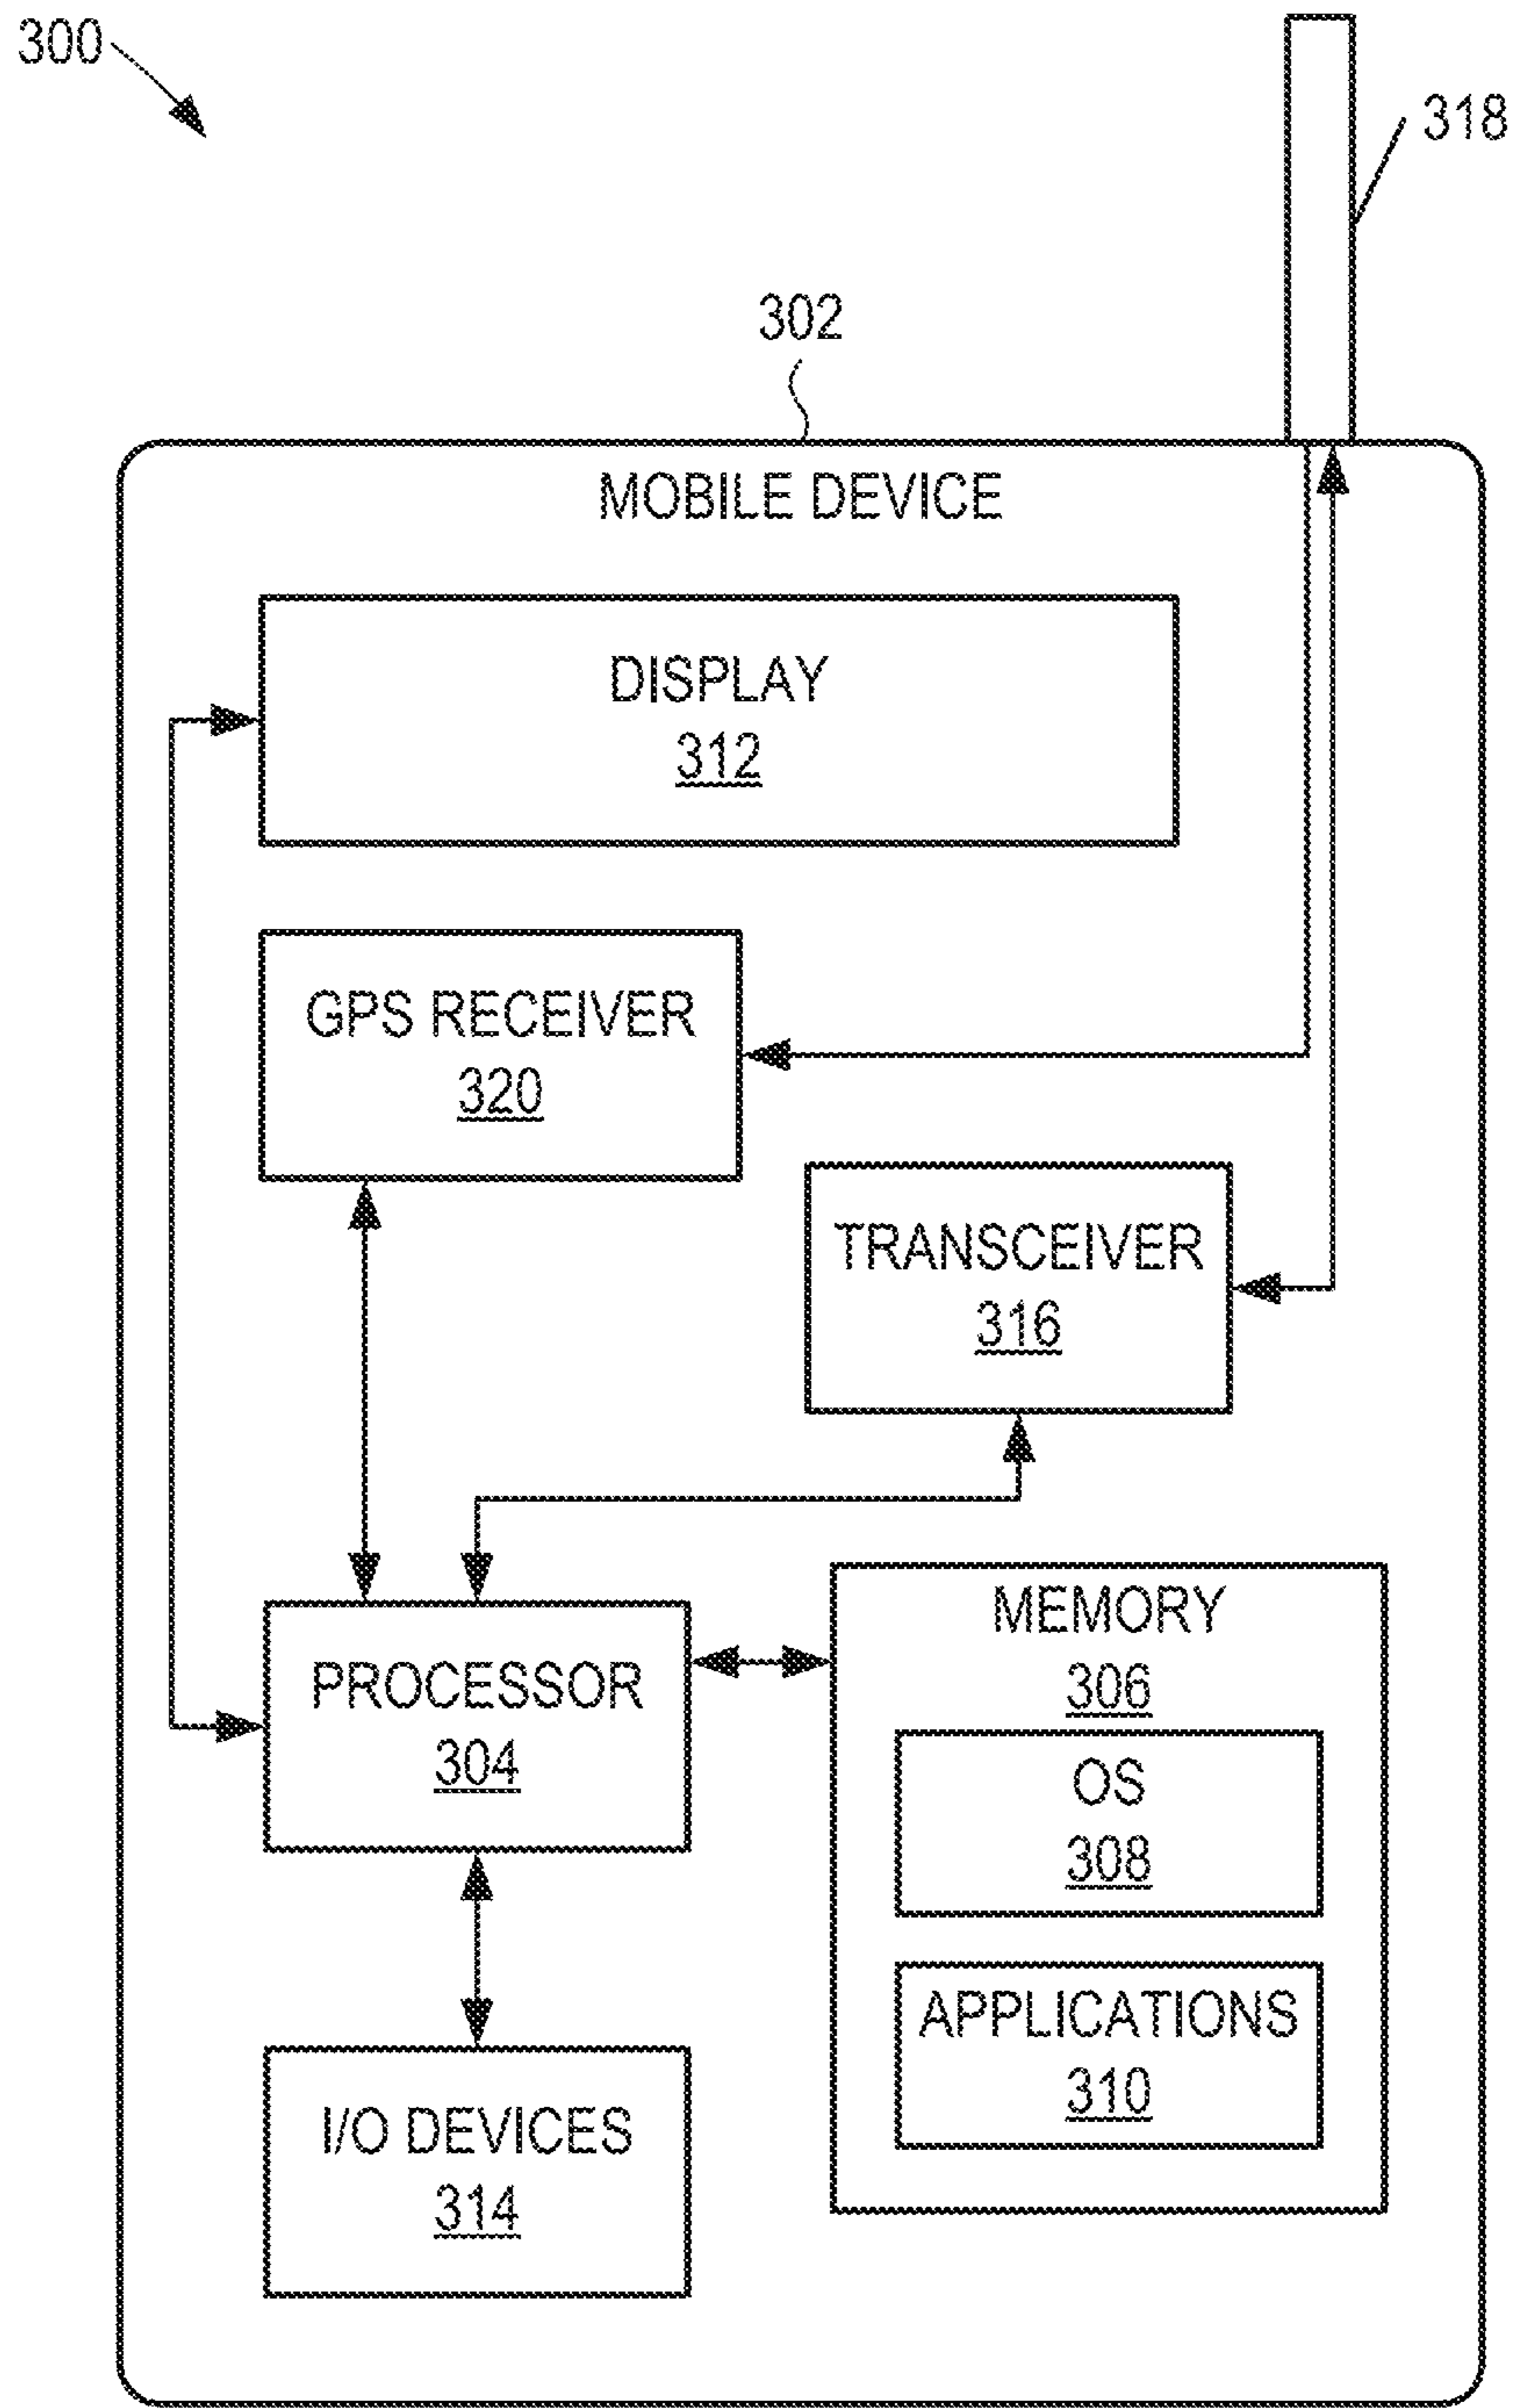 300
318
302
MOBILE DEVICE
DISPLAY
312
GPS RECEIVER
320
TRANSCEIVER
316
PROCESSOR
304
MEMORY
306
OS
308
APPLICATIONS
310
I/O DEVICES
314